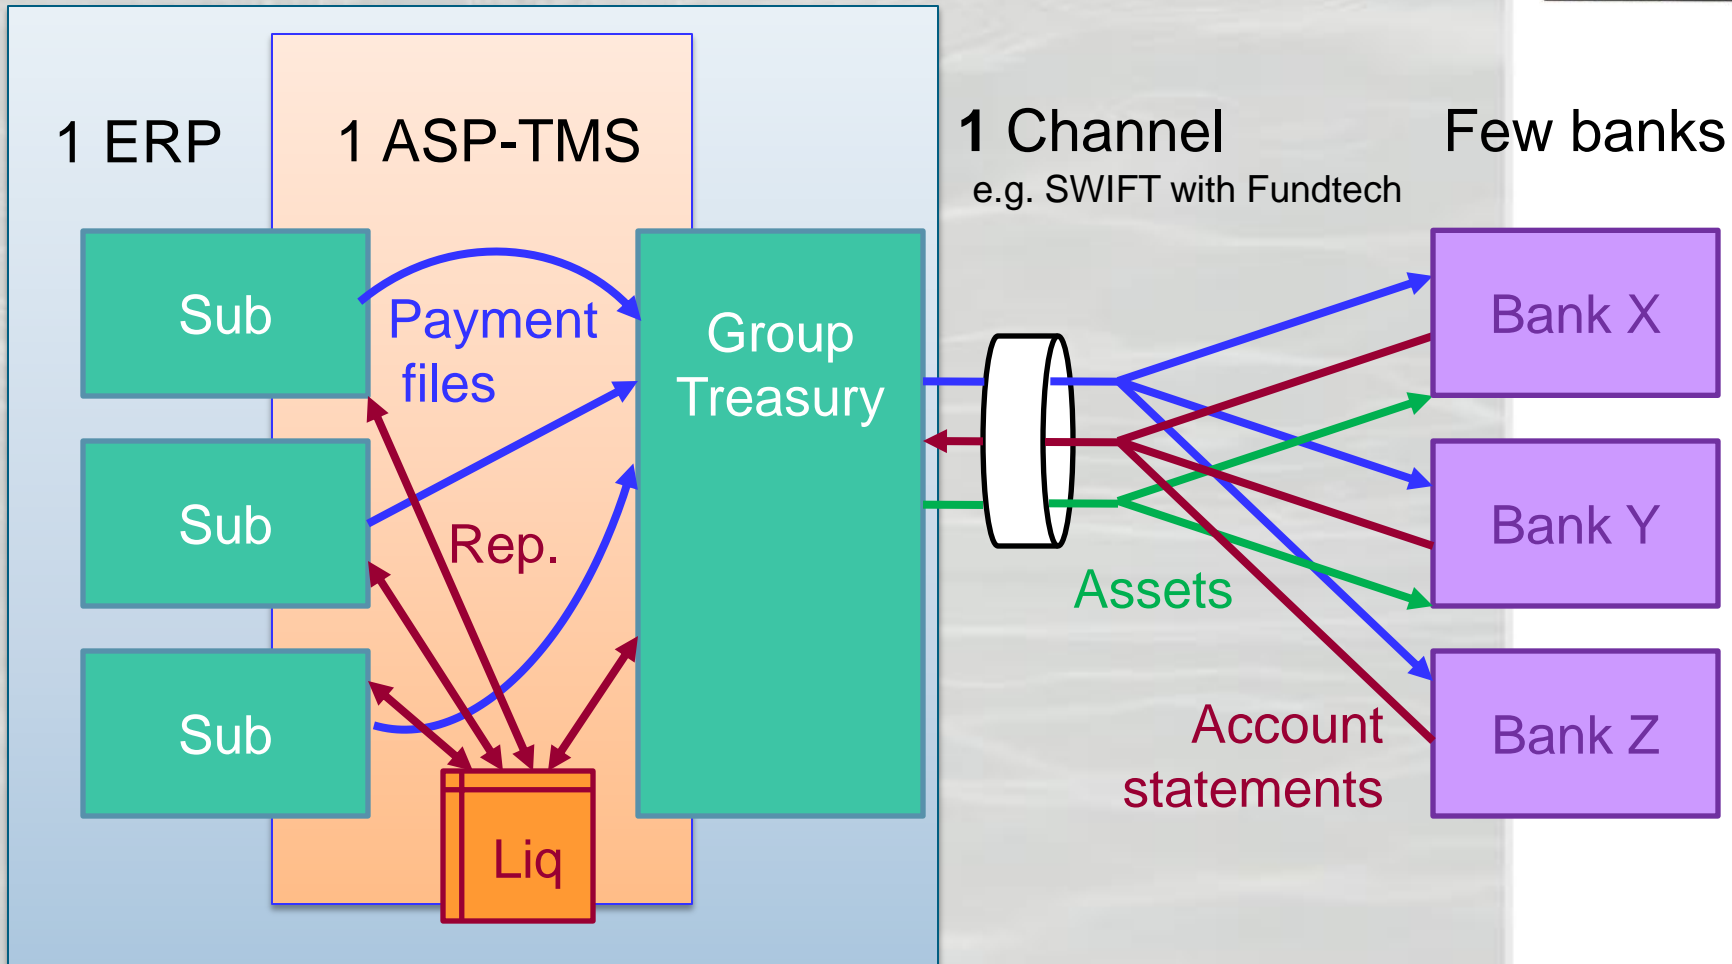 1 ERP
1 ASP-TMS
1 Channel
e.g. SWIFT with Fundtech
Few banks
Sub
Payment
files
Group
Treasury
Bank X
Sub
Rep.
Bank Y
Assets
Sub
Account
statements
Bank Z
Liq